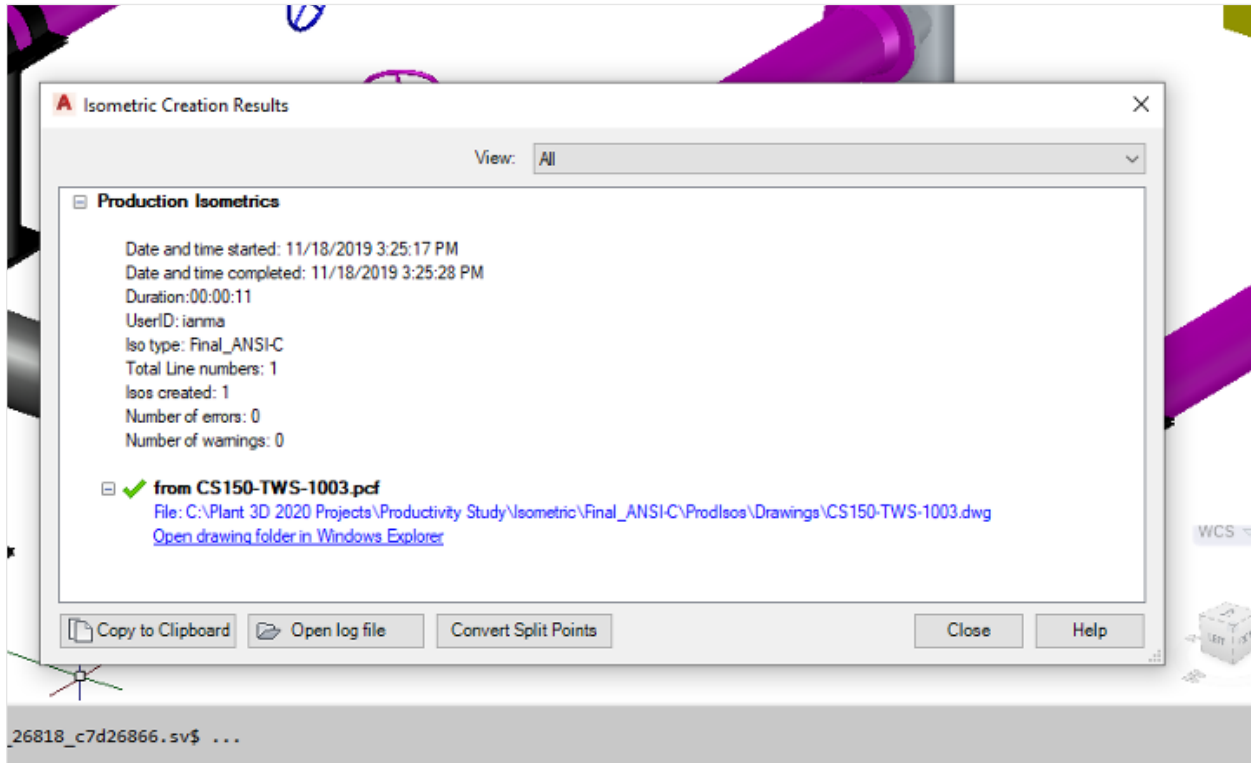 Isometric Creation Results
View: All
Production Isometrics
Date and time started: 11/18/2019 3:25:17 PM
Date and time completed: 11/18/2019 3:25:28 PM
Duration:00:00:11
UserID: ianma
Iso type: Final_ANSI-C
Total Line numbers: 1
Isos created: 1
Number of errors: 0
Number of warnings: 0
from CS150-TWS-1003.pcf
File: C:\Plant 3D 2020 Projects\Productivity Study\Isometric\Final_ANSI-C\ProdIsos\Drawings\CS150-TWS-1003.dwg
Open drawing folder in Windows Explorer
WCS
Copy to Clipboard Open log file Convert Split Points Close Help
LEFT
_26818_c7d26866.sv$ ...